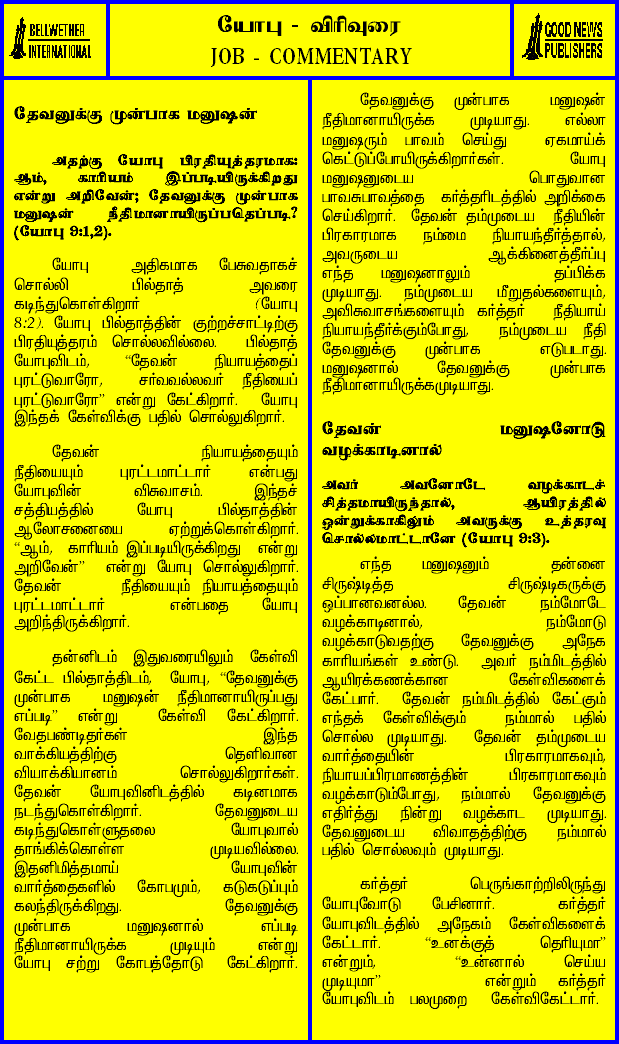 BELLWETHER
INTERNATIONAL
யோபு - விரிவுரை
JOB - COMMENTARY
GOOD NEWS
PUBLISHERS
தேவனுக்கு முன்பாக மனுஷன்
அதற்கு யோபு பிரதியுத்தரமாக:
ஆம், காரியம் இப்படியிருக்கிறது
என்று அறிவேன்; தேவனுக்கு முன்பாக
மனுஷன் நீதிமானாயிருப்பதெப்படி?
(யோபு 9:1,2).
யோபு அதிகமாக பேசுவதாகச்
சொல்லி பில்தாத் அவரை
கடிந்துகொள்கிறார் (யோபு
8:2). யோபு பில்தாத்தின் குற்றச்சாட்டிற்கு
பிரதியுத்தரம் சொல்லவில்லை. பில்தாத்
யோபுவிடம், “தேவன் நியாயத்தைப்
புரட்டுவாரோ, சர்வவல்லவர் நீதியைப்
புரட்டுவாரோ” என்று கேட்கிறார். யோபு
இந்தக் கேள்விக்கு பதில் சொல்லுகிறார்.
தேவன் நியாயத்தையும்
நீதியையும் புரட்டமாட்டார் என்பது
யோபுவின் விசுவாசம். இந்தச்
சத்தியத்தில் யோபு பில்தாத்தின்
ஆலோசனையை ஏற்றுக்கொள்கிறார்.
“ஆம், காரியம் இப்படியிருக்கிறது என்று
அறிவேன்” என்று யோபு சொல்லுகிறார்.
தேவன் நீதியையும் நியாயத்தையும்
புரட்டமாட்டார் என்பதை யோபு
அறிந்திருக்கிறார்.
தன்னிடம் இதுவரையிலும் கேள்வி
கேட்ட பில்தாத்திடம், யோபு, “தேவனுக்கு
முன்பாக மனுஷன் நீதிமானாயிருப்பது
எப்படி” என்று கேள்வி கேட்கிறார்.
வேதபண்டிதர்கள் இந்த
வாக்கியத்திற்கு தெளிவான
வியாக்கியானம் சொல்லுகிறார்கள்.
தேவன் யோபுவினிடத்தில் கடினமாக
நடந்துகொள்கிறார். தேவனுடைய
கடிந்துகொள்ளுதலை யோபுவால்
தாங்கிக்கொள்ள முடியவில்லை.
இதனிமித்தமாய் யோபுவின்
வார்த்தைகளில் கோபமும், கடுகடுப்பும்
கலந்திருக்கிறது. தேவனுக்கு
முன்பாக மனுஷனால் எப்படி
நீதிமானாயிருக்க முடியும் என்று
யோபு சற்று கோபத்தோடு கேட்கிறார்.
தேவனுக்கு முன்பாக மனுஷன்
நீதிமானாயிருக்க முடியாது. எல்லா
மனுஷரும் பாவம் செய்து ஏகமாய்க்
கெட்டுப்போயிருக்கிறார்கள். யோபு
மனுஷனுடைய பொதுவான
பாவசுபாவத்தை கர்த்தரிடத்தில் அறிக்கை
செய்கிறார். தேவன் தம்முடைய நீதியின்
பிரகாரமாக நம்மை நியாயந்தீர்த்தால்,
அவருடைய ஆக்கினைத்தீர்ப்பு
எந்த மனுஷனாலும் தப்பிக்க
முடியாது. நம்முடைய மீறுதல்களையும்,
அவிசுவாசங்களையும் கர்த்தர் நீதியாய்
நியாயந்தீர்க்கும்போது, நம்முடைய நீதி
தேவனுக்கு முன்பாக எடுபடாது.
மனுஷனால் தேவனுக்கு முன்பாக
நீதிமானாயிருக்கமுடியாது.
தேவன் மனுஷனோடு
வழக்காடினால்
அவர் அவனோடே வழக்காடச்
சித்தமாயிருந்தால், ஆயிரத்தில்
ஒன்றுக்காகிலும் அவருக்கு உத்தரவு
சொல்லமாட்டானே (யோபு 9:3).
எந்த மனுஷனும் தன்னை
சிருஷ்டித்த சிருஷ்டிகருக்கு
ஒப்பானவனல்ல. தேவன் நம்மோடே
வழக்காடினால், நம்மோடு
வழக்காடுவதற்கு தேவனுக்கு அநேக
காரியங்கள் உண்டு. அவர் நம்மிடத்தில்
ஆயிரக்கணக்கான கேள்விகளைக்
கேட்பார். தேவன் நம்மிடத்தில் கேட்கும்
எந்தக் கேள்விக்கும் நம்மால் பதில்
சொல்ல முடியாது. தேவன் தம்முடைய
வார்த்தையின் பிரகாரமாகவும்,
நியாயப்பிரமாணத்தின் பிரகாரமாகவும்
வழக்காடும்போது, நம்மால் தேவனுக்கு
எதிர்த்து நின்று வழக்காட முடியாது.
தேவனுடைய விவாதத்திற்கு நம்மால்
பதில் சொல்லவும் முடியாது.
கர்த்தர் பெருங்காற்றிலிருந்து
யோபுவோடு பேசினார். கர்த்தர்
யோபுவிடத்தில் அநேகம் கேள்விகளைக்
கேட்டார். “உனக்குத் தெரியுமா”
என்றும், “உன்னால் செய்ய
முடியுமா” என்றும் கர்த்தர்
யோபுவிடம் பலமுறை கேள்விகேட்டார்.